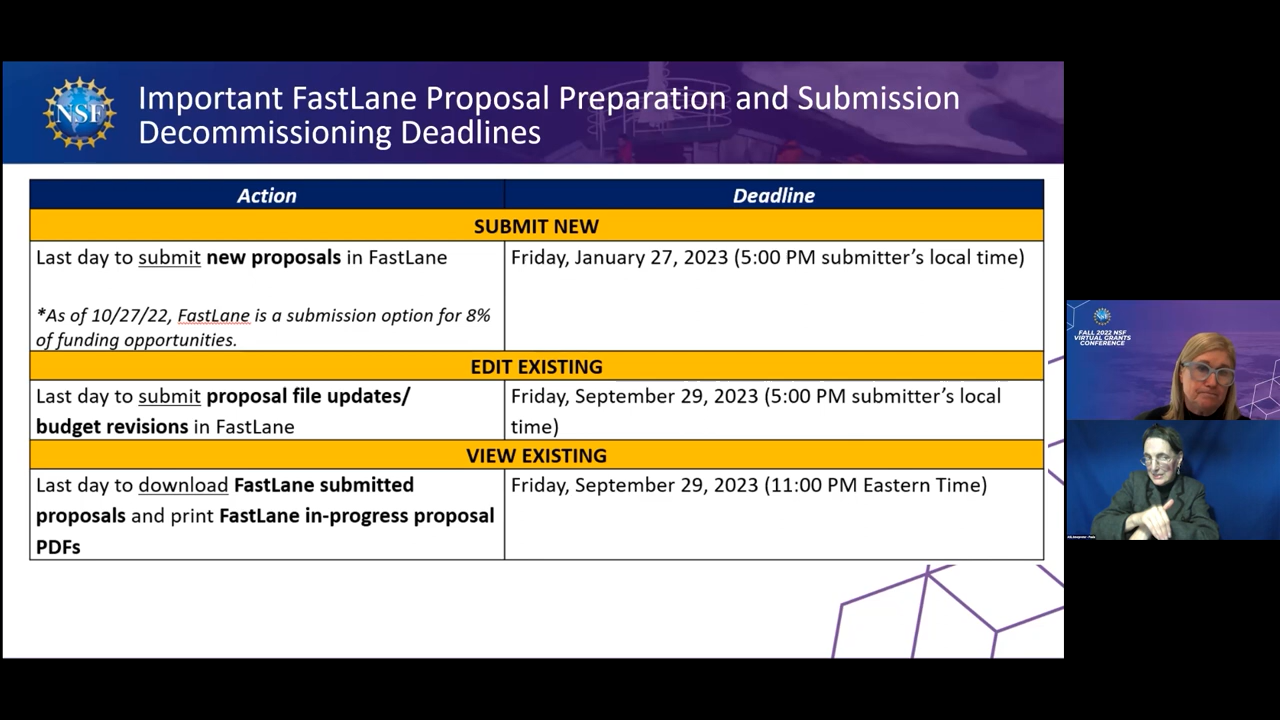 NSF
Important FastLane Proposal Preparation and Submission
Decommissioning Deadlines
Action
Deadline
SUBMIT NEW
Last day to submit new proposals in FastLane
Friday, January 27, 2023 (5:00 PM submitter’s local time)
*As of 10/27/22, FastLane is a submission option for 8%
of funding opportunities.
EDIT EXISTING
Last day to submit proposal file updates/
budget revisions in FastLane
Friday, September 29, 2023 (5:00 PM submitter’s local
time)
VIEW EXISTING
Last day to download FastLane submitted
proposals and print FastLane in-progress proposal
PDFs
Friday, September 29, 2023 (11:00 PM Eastern Time)
FALL 2022 NSF
VIRTUAL GRANTS
CONFERENCE